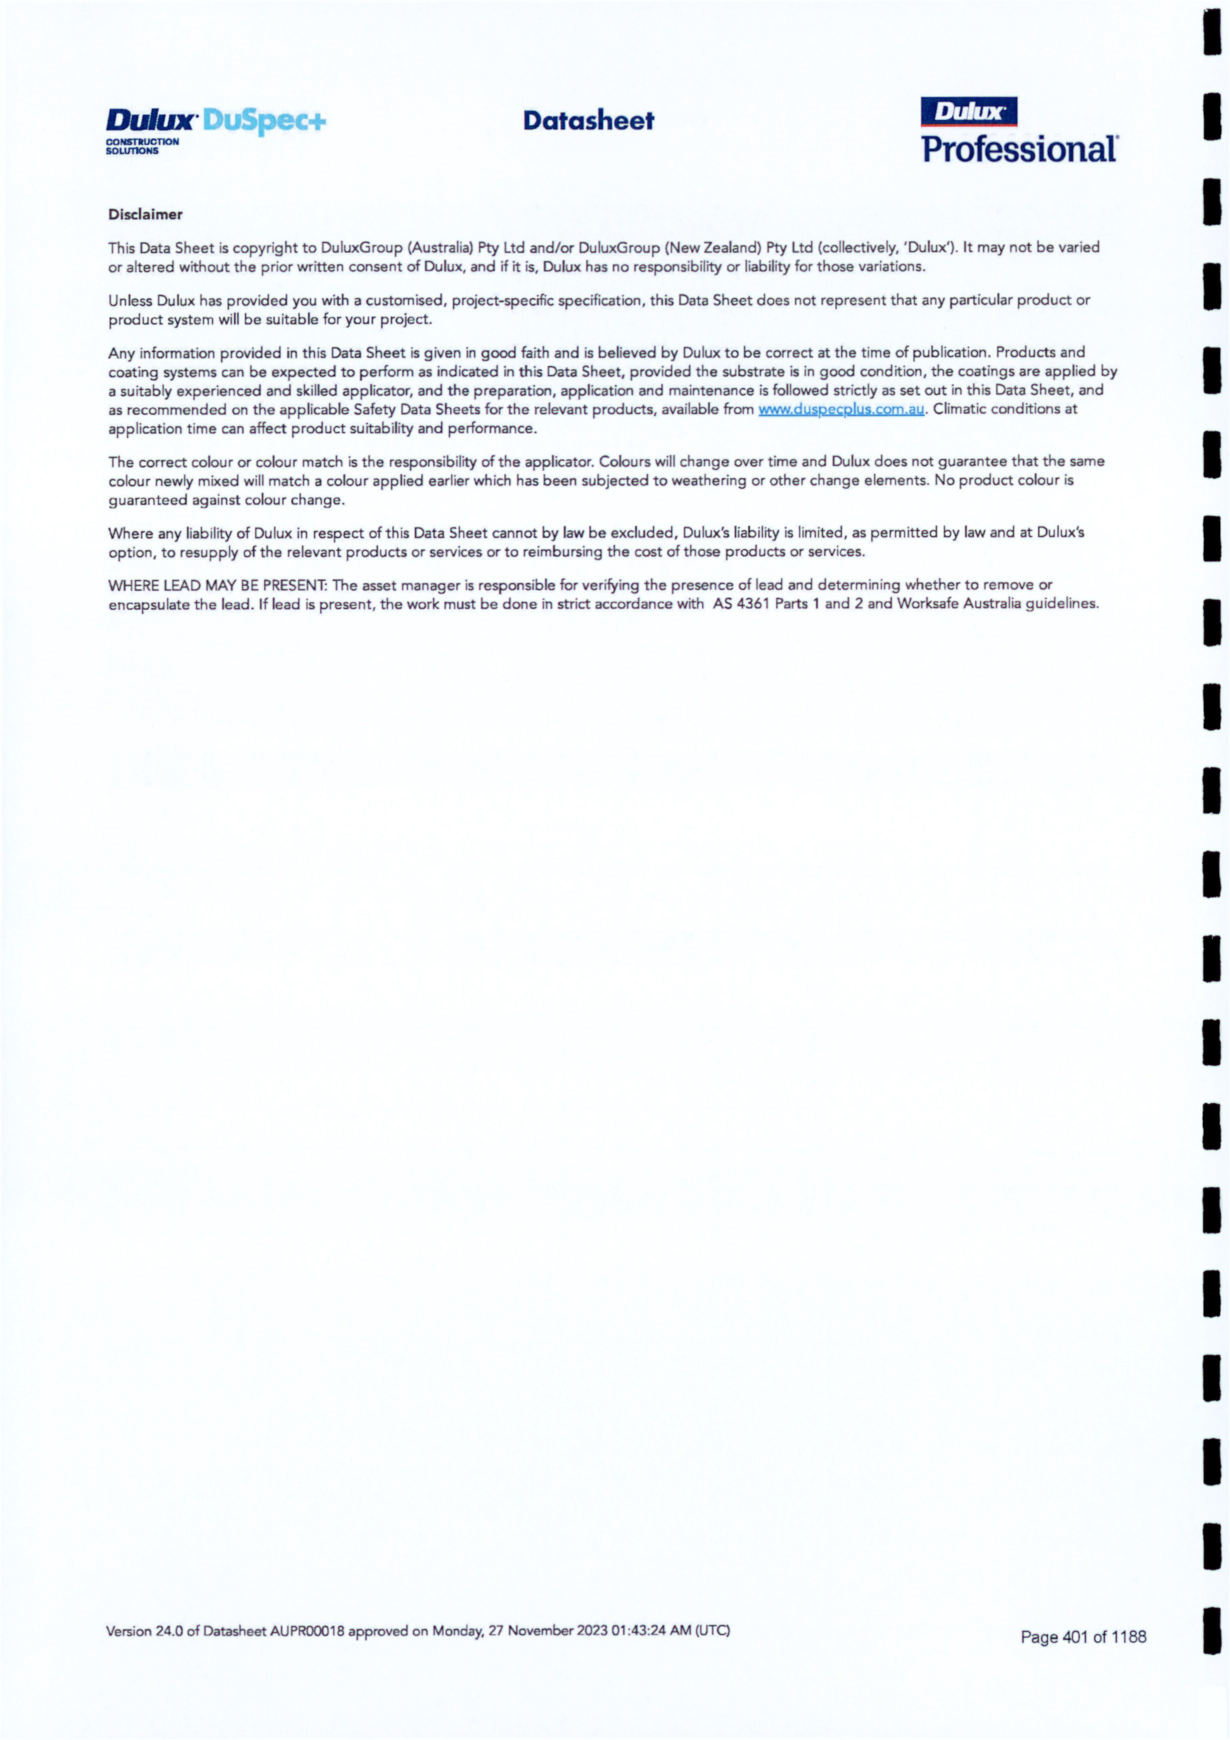 Dulux DuSpec+
CONSTRUCTION
SOLUTIONS
Datasheet
Dulux
Professional
Disclaimer
This Data Sheet is copyright to DuluxGroup (Australia) Pty Ltd and/or DuluxGroup (New Zealand) Pty Ltd (collectively, 'Dulux'). It may not be varied
or altered without the prior written consent of Dulux, and if it is, Dulux has no responsibility or liability for those variations.
Unless Dulux has provided you with a customised, project-specific specification, this Data Sheet does not represent that any particular product or
product system will be suitable for your project.
Any information provided in this Data Sheet is given in good faith and is believed by Dulux to be correct at the time of publication. Products and
coating systems can be expected to perform as indicated in this Data Sheet, provided the substrate is in good condition, the coatings are applied by
a suitably experienced and skilled applicator, and the preparation, application and maintenance is followed strictly as set out in this Data Sheet, and
as recommended on the applicable Safety Data Sheets for the relevant products, available from www.duspecplus.com.au. Climatic conditions at
application time can affect product suitability and performance.
The correct colour or colour match is the responsibility of the applicator. Colours will change over time and Dulux does not guarantee that the same
colour newly mixed will match a colour applied earlier which has been subjected to weathering or other change elements. No product colour is
guaranteed against colour change.
Where any liability of Dulux in respect of this Data Sheet cannot by law be excluded, Dulux's liability is limited, as permitted by law and at Dulux's
option, to resupply of the relevant products or services or to reimbursing the cost of those products or services.
WHERE LEAD MAY BE PRESENT: The asset manager is responsible for verifying the presence of lead and determining whether to remove or
encapsulate the lead. If lead is present, the work must be done in strict accordance with AS 4361 Parts 1 and 2 and Worksafe Australia guidelines.
Version 24.0 of Datasheet AUPR00018 approved on Monday, 27 November 2023 01:43:24 AM (UTC)
Page 401 of 1188